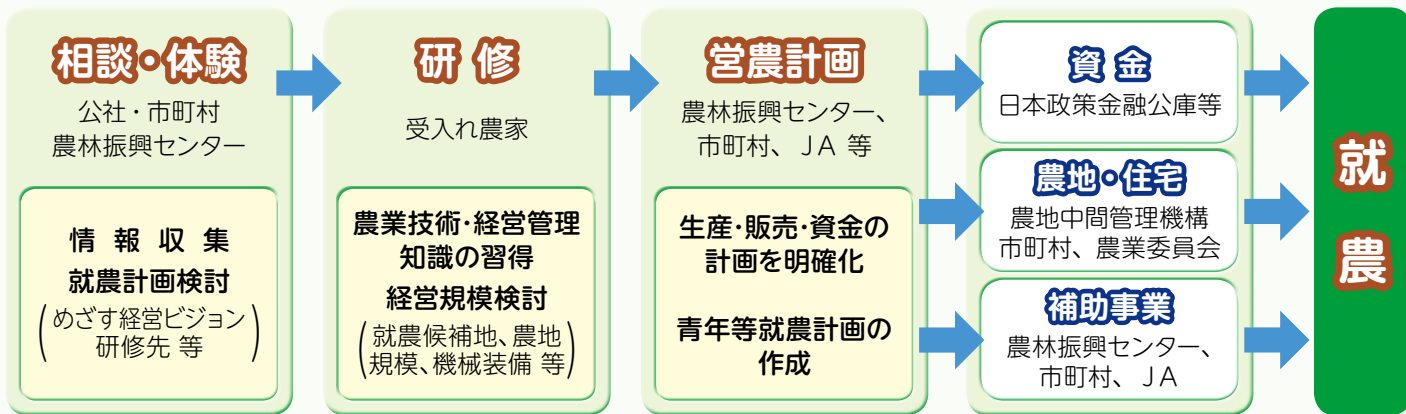 相談・体験
公社・市町村
農林振興センター
情報収集
就農計画検討
(めざす経営ビジョン
研修先 等)
研修
受入れ農家
農業技術・経営管理
知識の習得
経営規模検討
(就農候補地、農地
規模、機械装備 等)
営農計画
農林振興センター、
市町村、JA 等
生産・販売・資金の
計画を明確化
青年等就農計画の
作成
資金
日本政策金融公庫等
農地・住宅
農地中間管理機構
市町村、農業委員会
補助事業
農林振興センター、
市町村、JA
就農